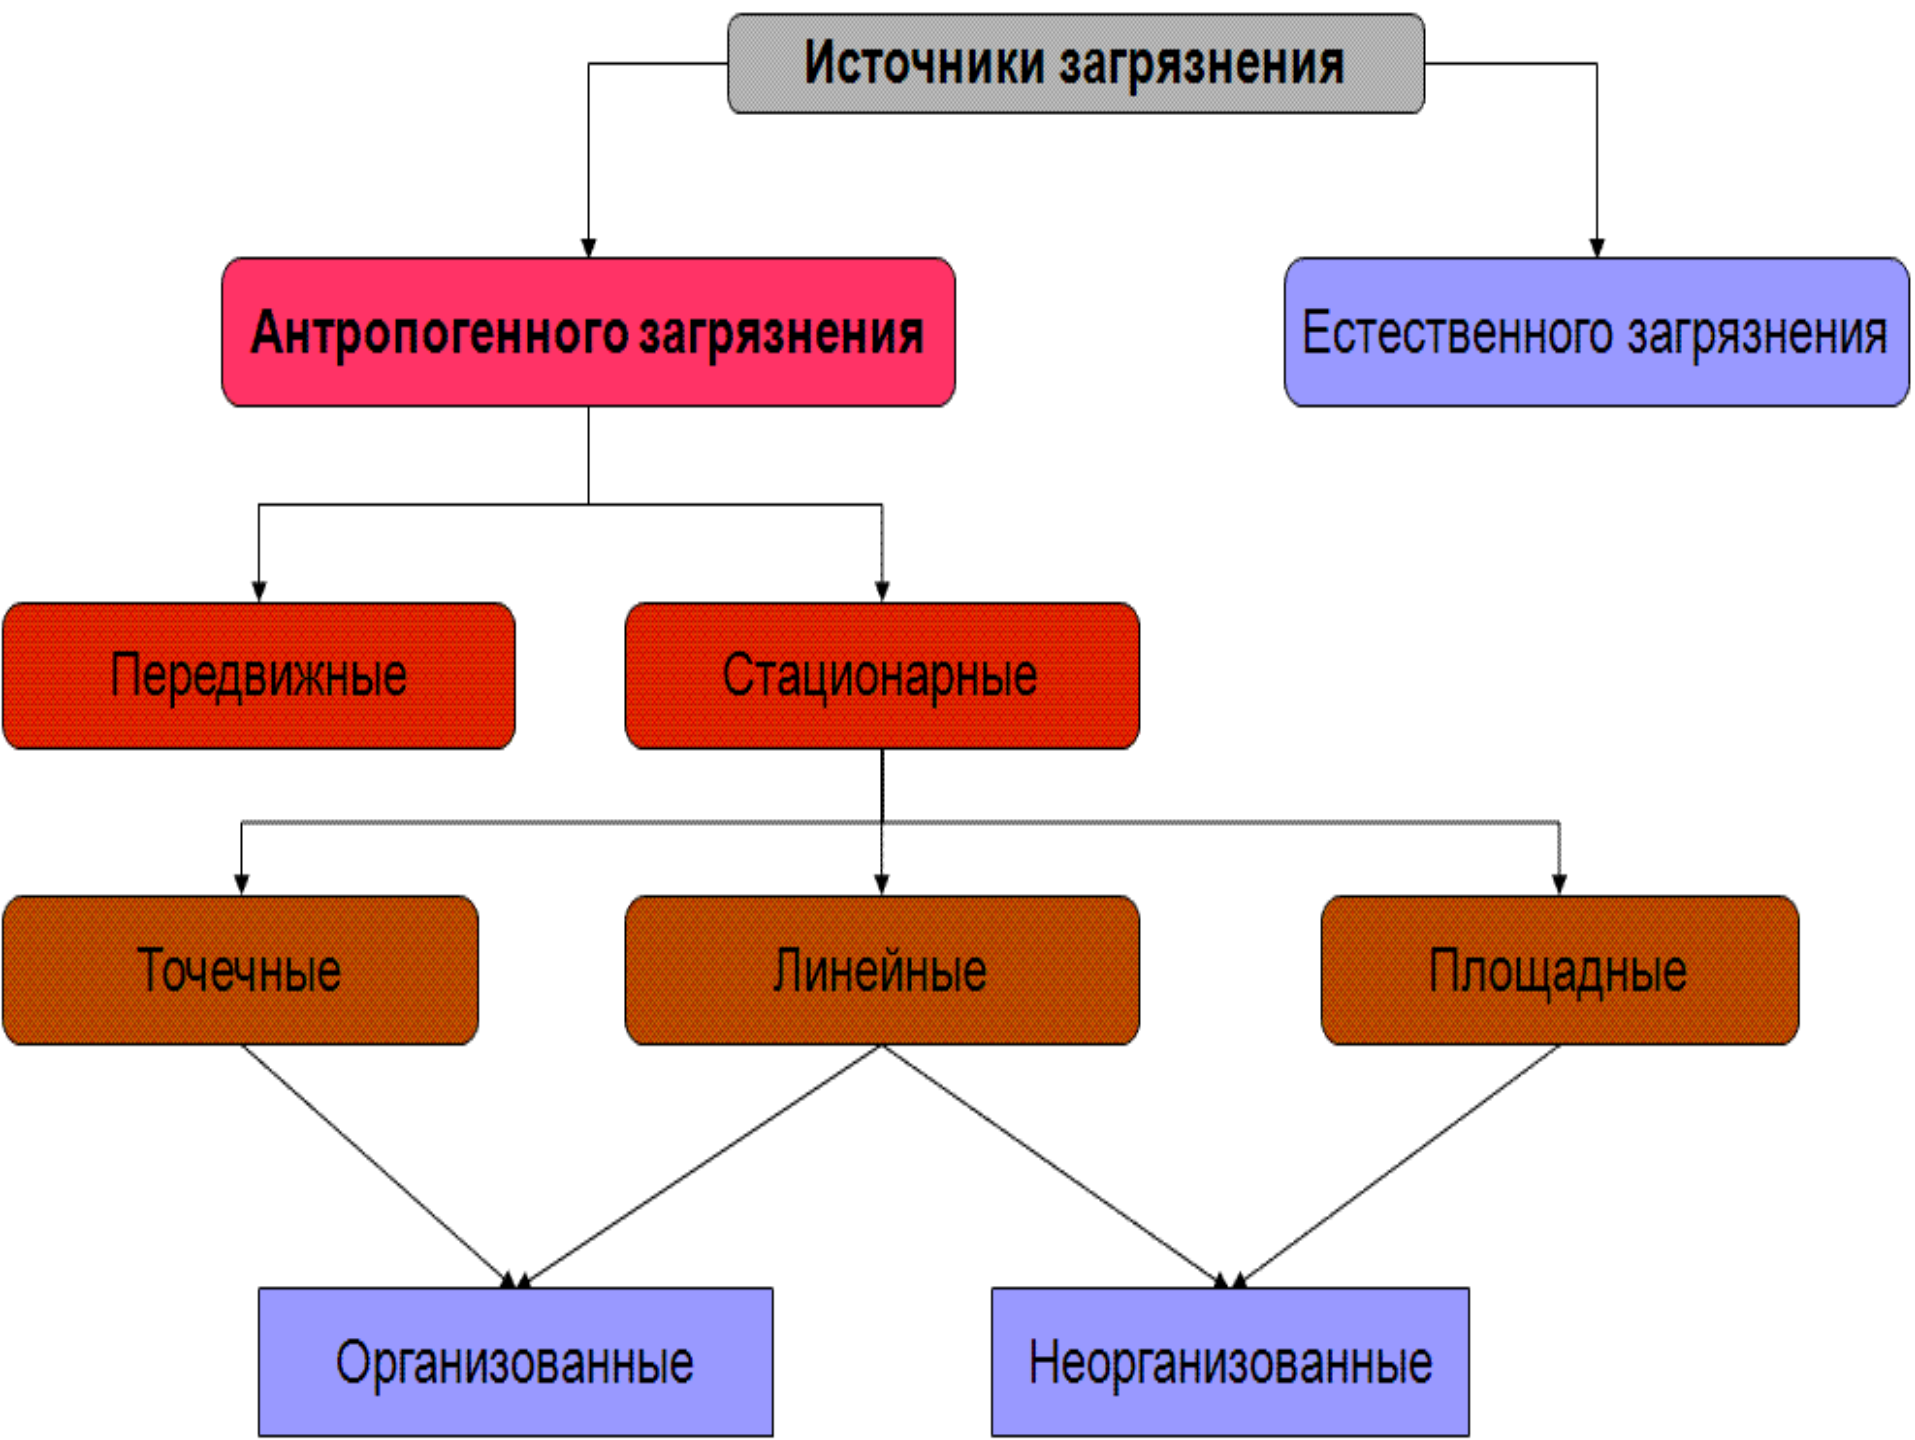 Источники загрязнения
Антропогенного загрязнения
Естественного загрязнения
Передвижные
Стационарные
Точечные
Линейные
Площадные
Организованные
Неорганизованные